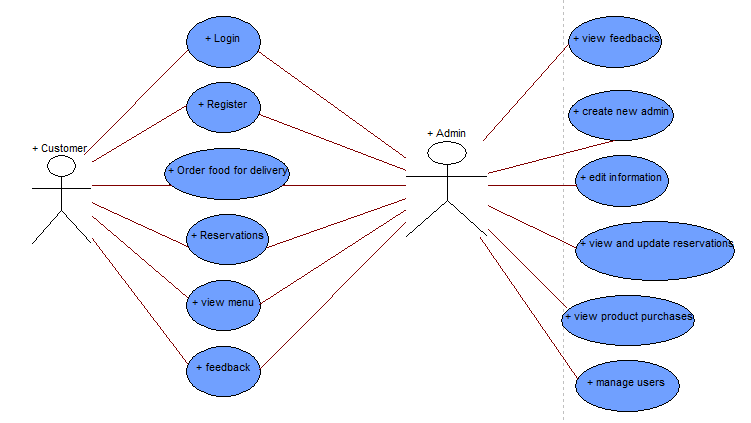 + Login
+ view feedbacks
+ Register
+ create new admin
+ Admin
+ Customer
+ Order food for delivery
+ edit information
+ Reservations
+ view and update reservations
+ view menu
+ view product purchases
+ feedback
+ manage users